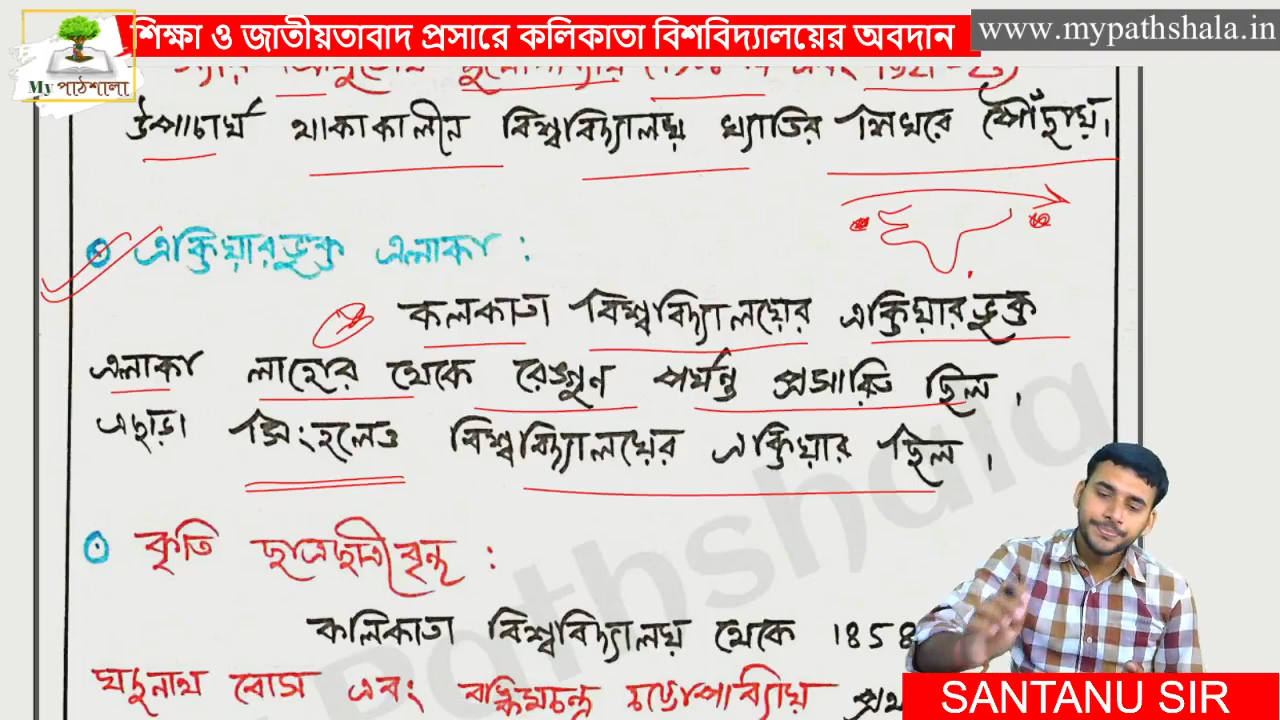 শিক্ষা ও জাতীয়তাবাদ প্রসারে কলিকাতা বিশবিদ্যালয়ের অবদান
www.mypathshala.in
My পাঠশালা
উপাচার্য থাকাকালীন বিশ্ববিদ্যালয় খ্যাতির শিখরে পৌঁছায়।
এক্তিয়ারভুক্ত এলাকা :
কলকাতা বিশ্ববিদ্যালয়ের এক্তিয়ারভুক্ত
এলাকা লাহোর থেকে রেঙ্গুণ পর্যন্ত প্রসারিত ছিল।
এছাড়া সিংহলেও বিশ্ববিদ্যালয়ের এক্তিয়ার ছিল।
কৃতি ছাত্রছাত্রীবৃন্দ :
কলিকাতা বিশ্ববিদ্যালয় থেকে 1858
যদুনাথ বোস এবং বঙ্কিমচন্দ্র চট্টোপাধ্যায় প্রথ
Pathshala
SANTANU SIR